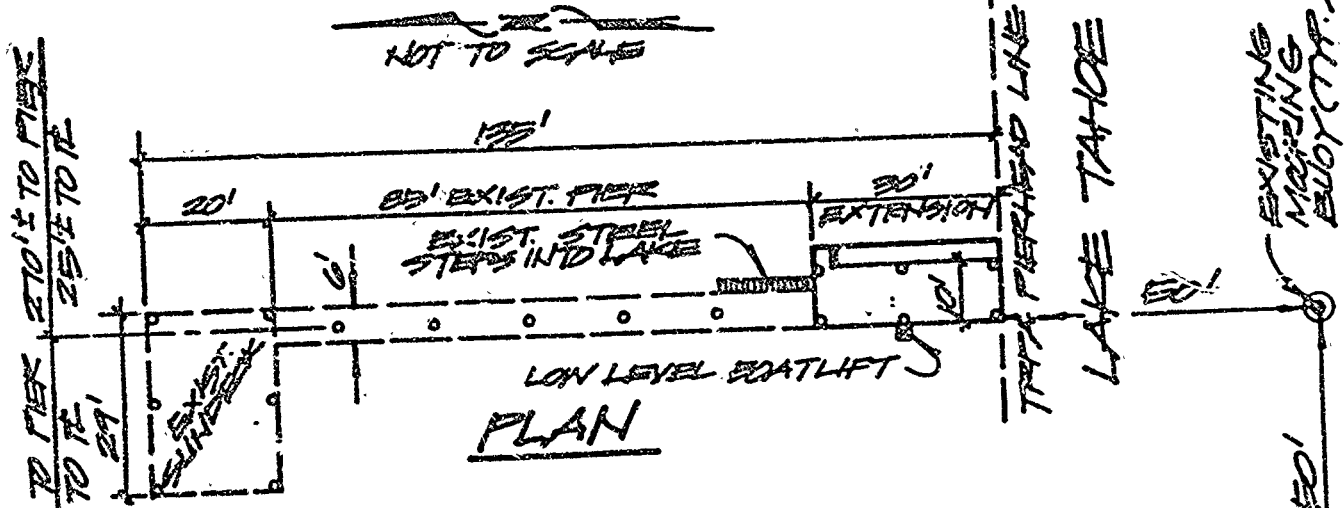 NOT TO SCALE
135'
20'
85' EXIST. PIER
30'
EXTENSION
EXIST. STEEL
STEPS INTO LAKE
6'
10'
270'± TO PIER
25'± TO PL
TO PIER
TO PL
29'
EXIST.
SUNDECK
LOW LEVEL BOATLIFT
PLAN
TRPA PIERHEAD LINE
LAKE TAHOE
EXISTING
MOORING
BUOY (TYP.
50'